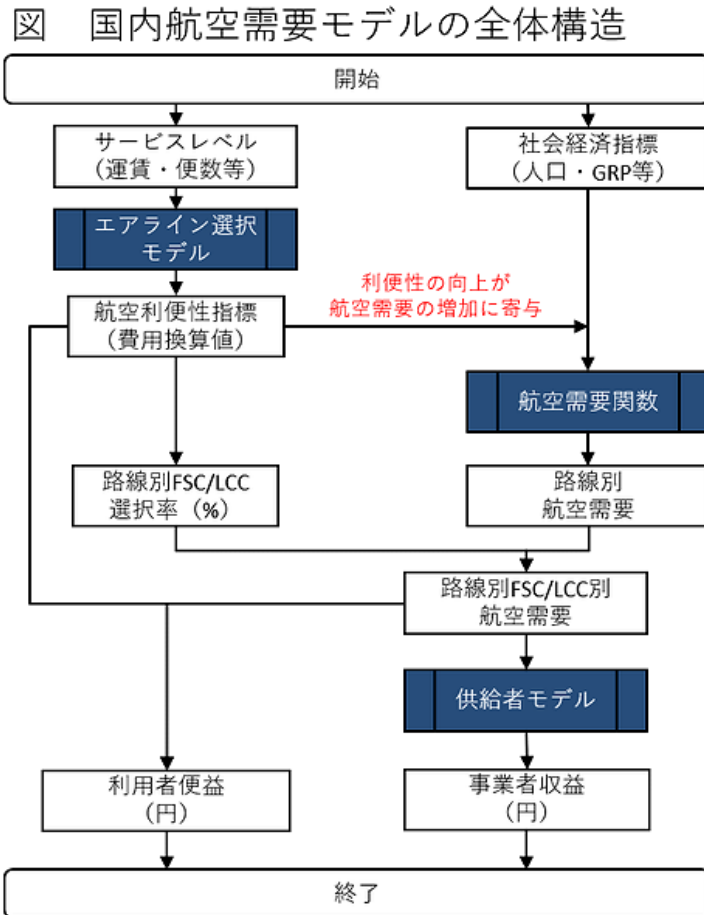 図　国内航空需要モデルの全体構造
開始
サービスレベル
（運賃・便数等）
社会経済指標
（人口・GRP等）
エアライン選択
モデル
航空利便性指標
（費用換算値）
利便性の向上が
航空需要の増加に寄与
航空需要関数
路線別FSC/LCC
選択率（%）
路線別
航空需要
路線別FSC/LCC別
航空需要
供給者モデル
利用者便益
（円）
事業者収益
（円）
終了